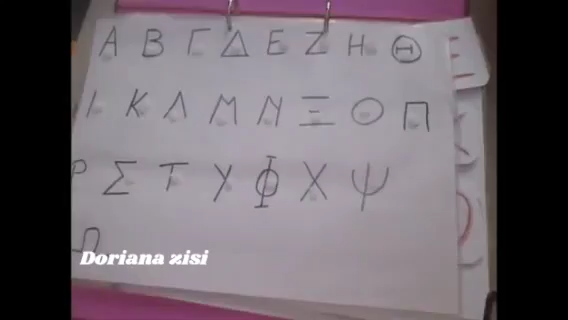 Α Β Γ Δ Ε Ζ Η Θ
Ι Κ Λ Μ Ν Ξ Ο Π
Ρ Σ Τ Υ Φ Χ Ψ
Ω
Doriana zisi